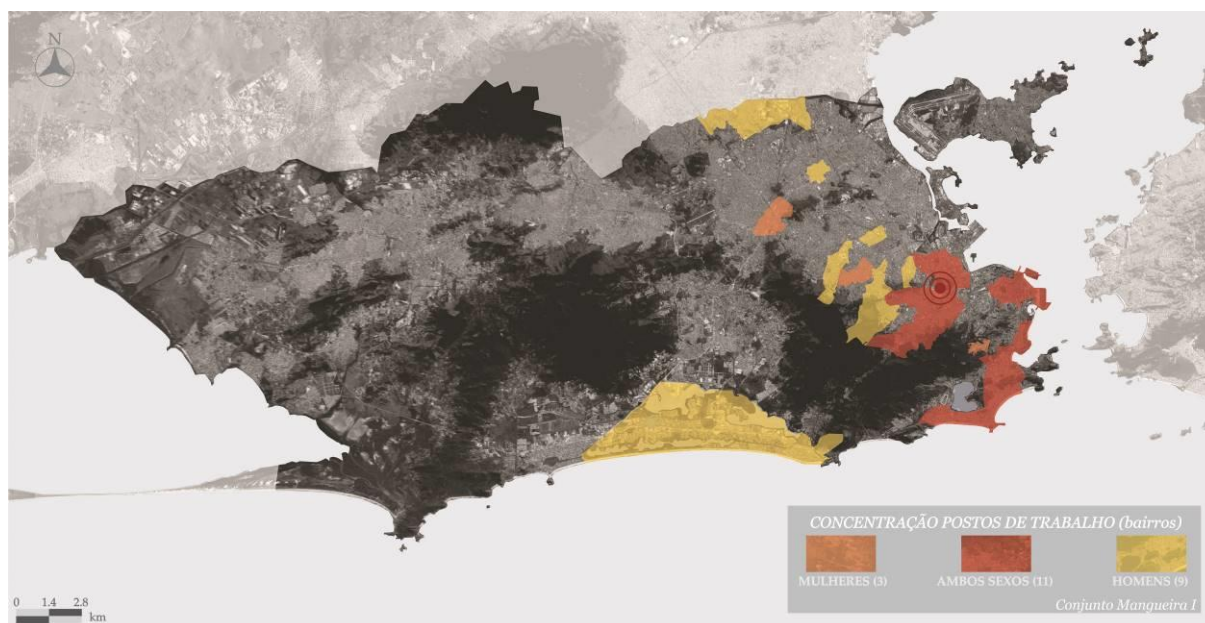 N
CONCENTRAÇÃO POSTOS DE TRABALHO (bairros)
MULHERES (3) AMBOS SEXOS (11) HOMENS (9)
Conjunto Mangueira I
0 1.4 2.8
km